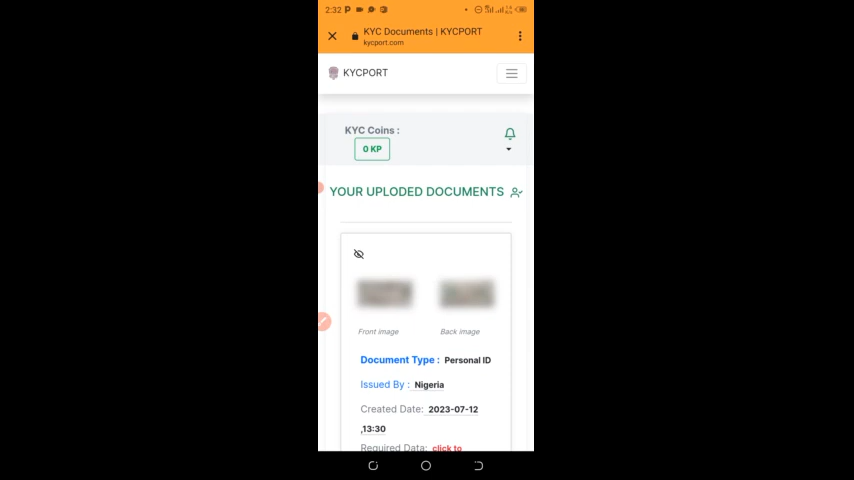 2:32 P
KYC Documents | KYCPORT
kycport.com
KYCPORT
KYC Coins :
0 KP
YOUR UPLODED DOCUMENTS
Front image
Back image
Document Type : Personal ID
Issued By : Nigeria
Created Date: 2023-07-12
,13:30
Required Data: click to